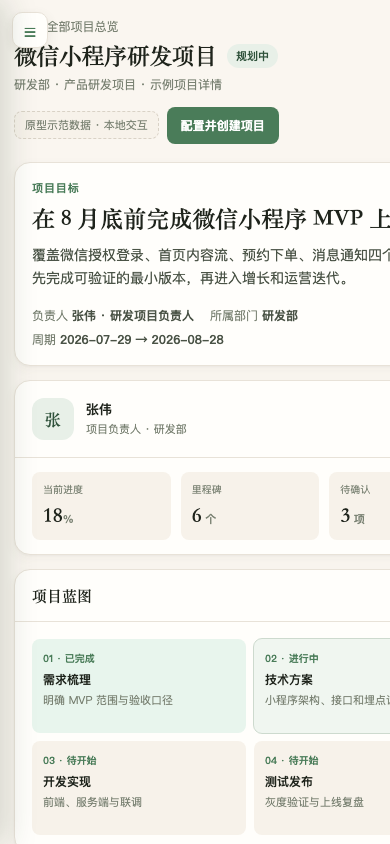 全部项目总览
微信小程序研发项目
规划中
研发部 · 产品研发项目 · 示例项目详情
原型示范数据 · 本地交互
配置并创建项目
项目目标
在 8 月底前完成微信小程序 MVP 上
覆盖微信授权登录、首页内容流、预约下单、消息通知四个
先完成可验证的最小版本，再进入增长和运营迭代。
负责人 张伟 · 研发项目负责人 所属部门 研发部
周期 2026-07-29 → 2026-08-28
张
张伟
项目负责人 · 研发部
当前进度
18%
里程碑
6 个
待确认
3 项
项目蓝图
01 · 已完成
需求梳理
明确 MVP 范围与验收口径
02 · 进行中
技术方案
小程序架构、接口和埋点
03 · 待开始
开发实现
前端、服务端与联调
04 · 待开始
测试发布
灰度验证与上线复盘